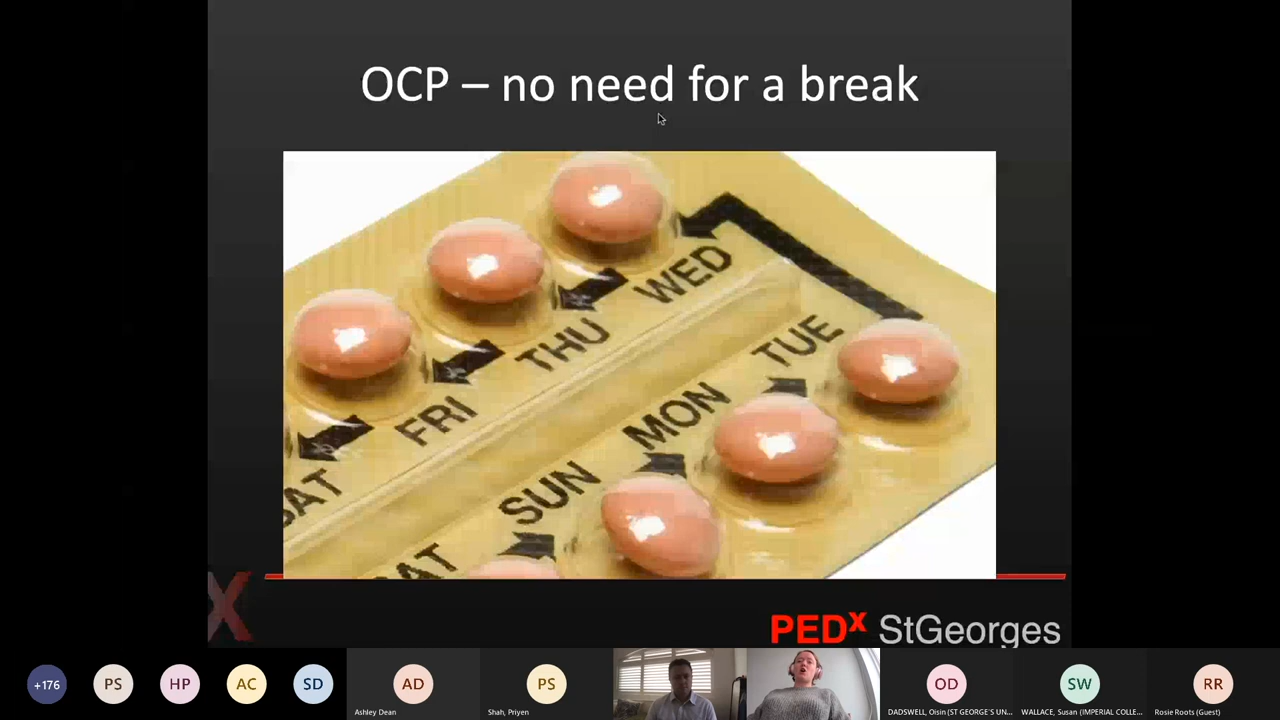 OCP – no need for a break
WED
THU
TUE
FRI
MON
SAT
SUN
SAT
X
PEDX StGeorges
+176
PS
HP
AC
SD
AD
Ashley Dean
PS
Shah, Priyen
OD
DADSWELL, Oisin (ST GEORGE'S UN...
SW
WALLACE, Susan (IMPERIAL COLLE...
RR
Rosie Roots (Guest)